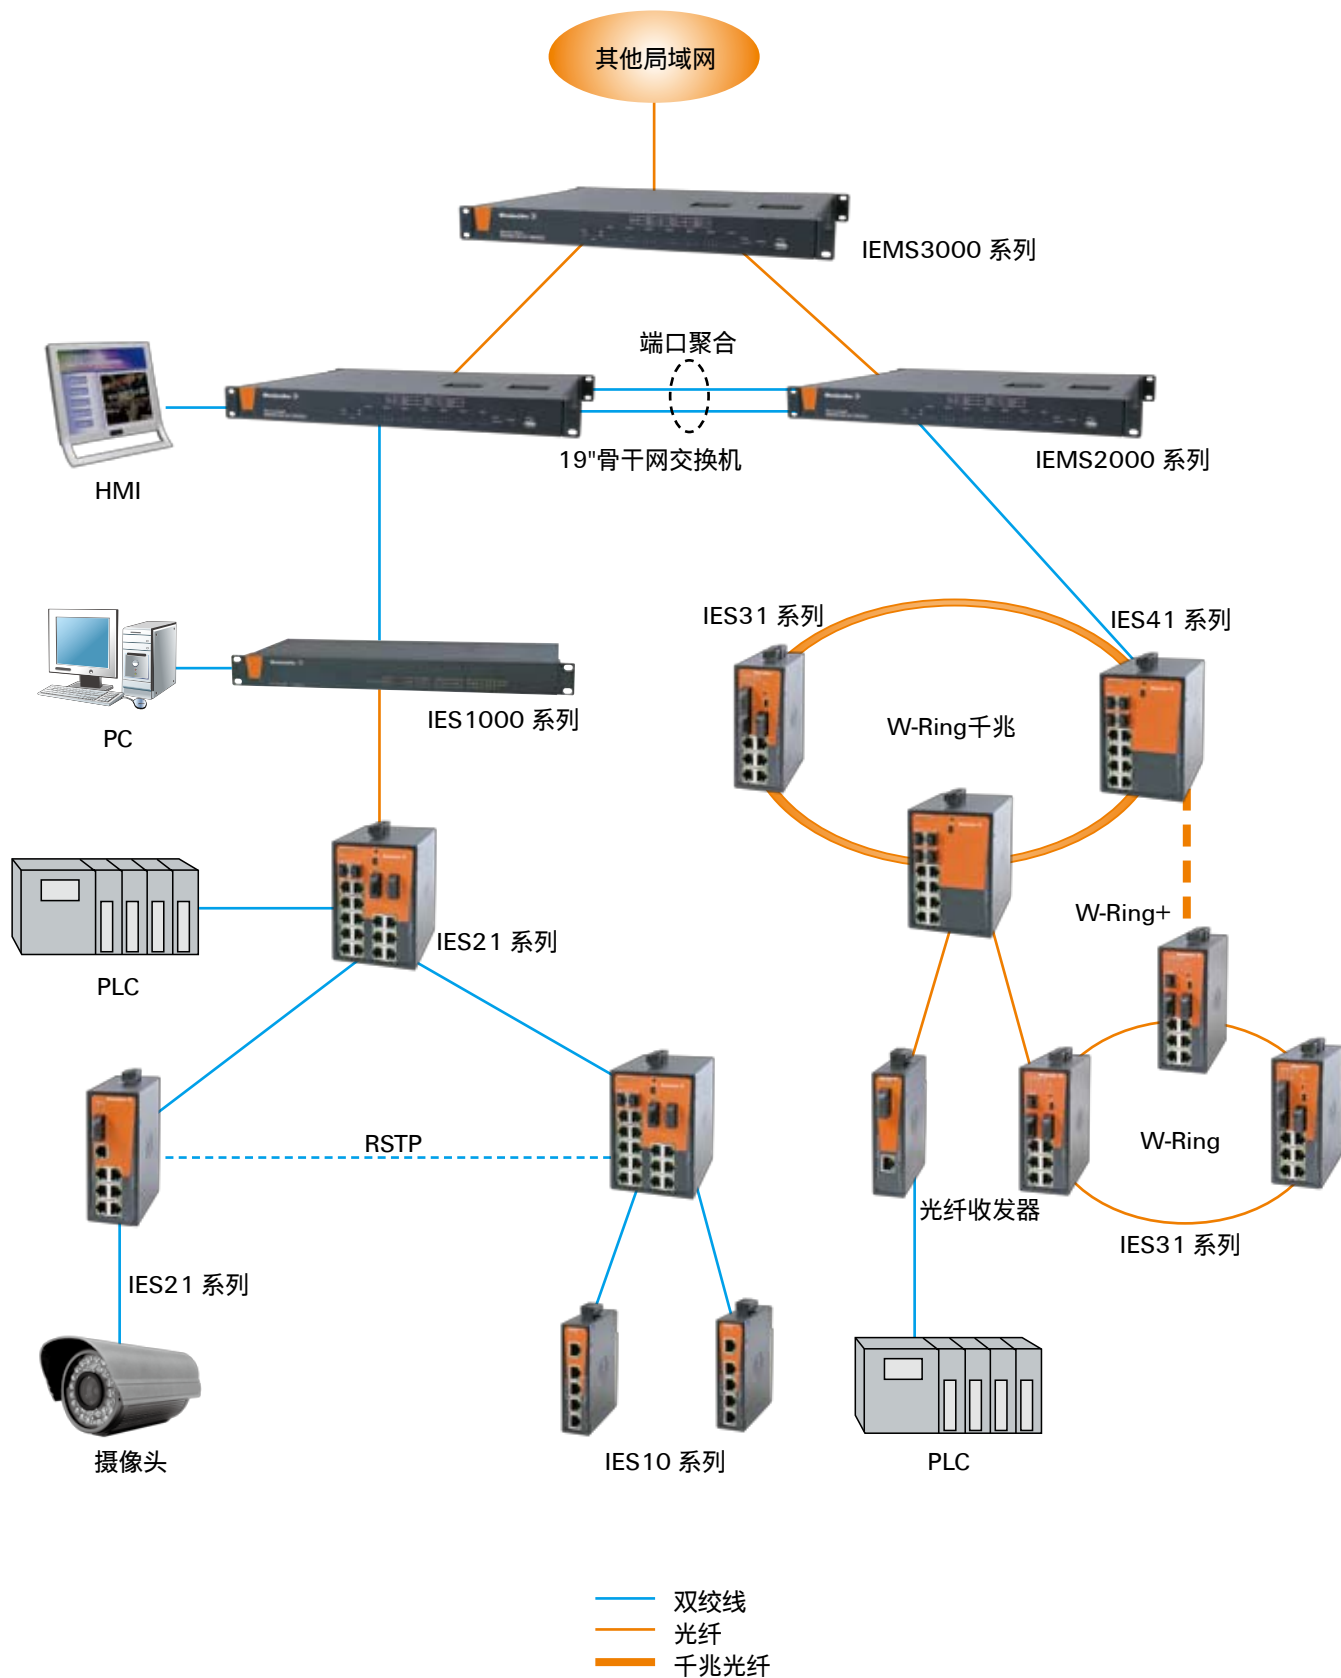 其他局域网
IEMS3000 系列
端口聚合
19"骨干网交换机
IEMS2000 系列
HMI
IES31 系列
IES41 系列
W-Ring千兆
IES1000 系列
PC
W-Ring+
IES21 系列
PLC
RSTP
W-Ring
光纤收发器
IES31 系列
IES21 系列
摄像头
IES10 系列
PLC
双绞线
光纤
千兆光纤